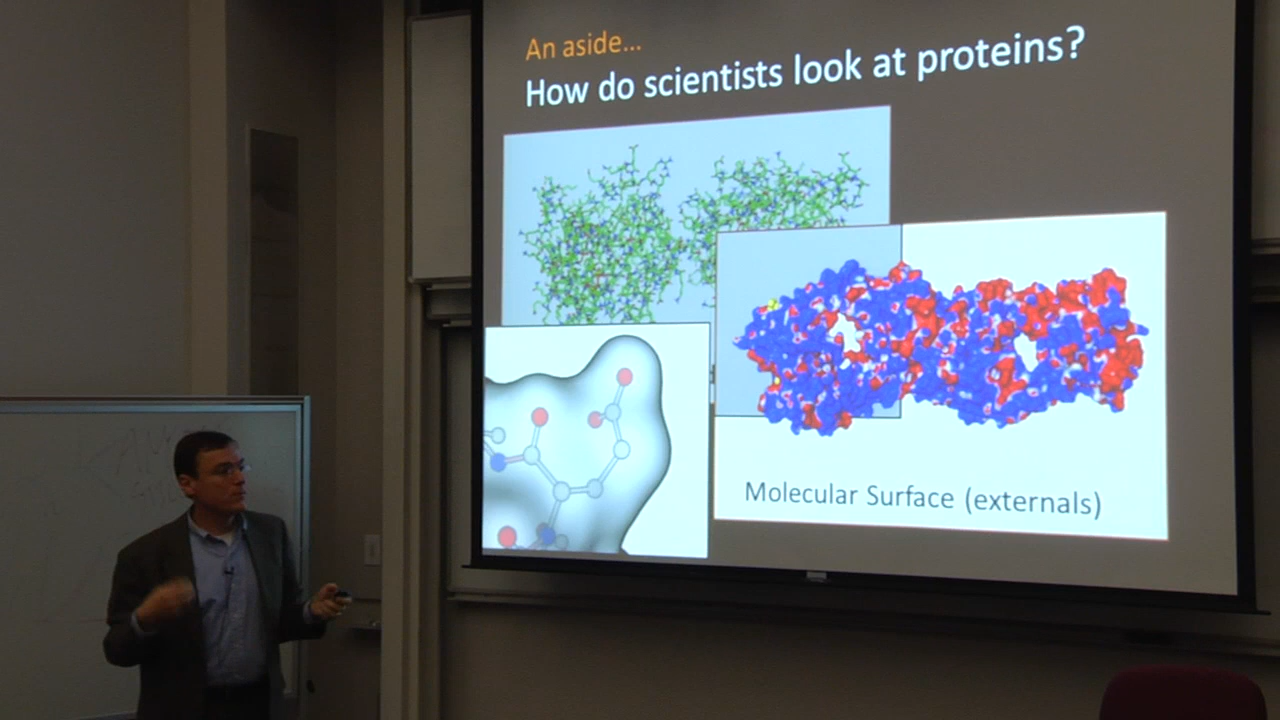 An aside...
How do scientists look at proteins?
Molecular Surface (externals)